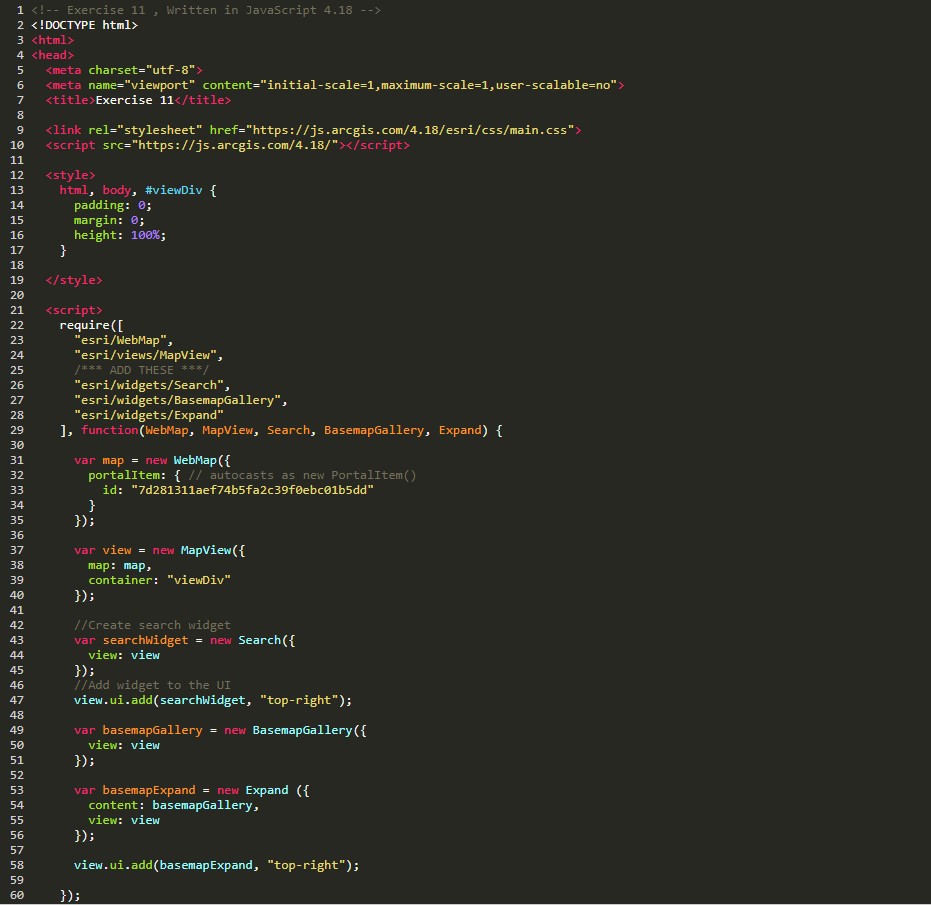 1 <!-- Exercise 11 , Written in JavaScript 4.18 -->
2 <!DOCTYPE html>
3 <html>
4 <head>
5   <meta charset="utf-8">
6   <meta name="viewport" content="initial-scale=1,maximum-scale=1,user-scalable=no">
7   <title>Exercise 11</title>
8
9   <link rel="stylesheet" href="https://js.arcgis.com/4.18/esri/css/main.css">
10   <script src="https://js.arcgis.com/4.18/"></script>
11
12   <style>
13     html, body, #viewDiv {
14       padding: 0;
15       margin: 0;
16       height: 100%;
17     }
18
19   </style>
20
21   <script>
22     require([
23       "esri/WebMap",
24       "esri/views/MapView",
25       /*** ADD THESE ***/
26       "esri/widgets/Search",
27       "esri/widgets/BasemapGallery",
28       "esri/widgets/Expand"
29     ], function(WebMap, MapView, Search, BasemapGallery, Expand) {
30
31       var map = new WebMap({
32         portalItem: { // autocasts as new PortalItem()
33           id: "7d281311aef74b5fa2c39f0ebc01b5dd"
34         }
35       });
36
37       var view = new MapView({
38         map: map,
39         container: "viewDiv"
40       });
41
42       //Create search widget
43       var searchWidget = new Search({
44         view: view
45       });
46       //Add widget to the UI
47       view.ui.add(searchWidget, "top-right");
48
49       var basemapGallery = new BasemapGallery({
50         view: view
51       });
52
53       var basemapExpand = new Expand ({
54         content: basemapGallery,
55         view: view
56       });
57
58       view.ui.add(basemapExpand, "top-right");
59
60     });